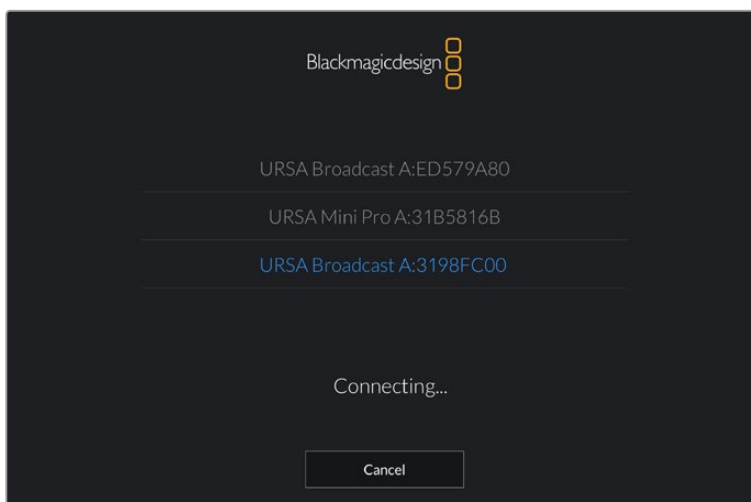 Blackmagicdesign
URSA Broadcast A:ED579A80
URSA Mini Pro A:31B5816B
URSA Broadcast A:3198FC00
Connecting...
Cancel